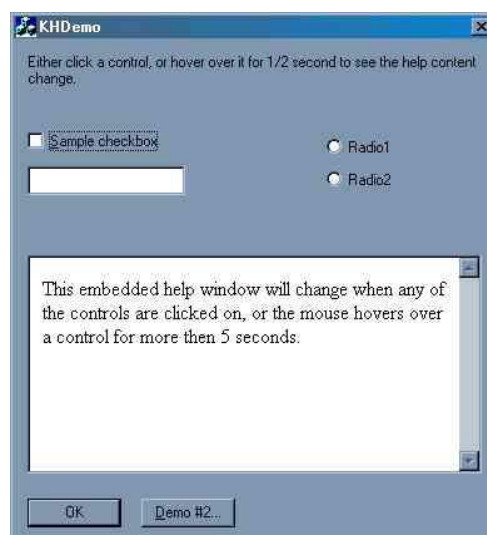 KHDemo
Either click a control, or hover over it for 1/2 second to see the help content
change.
Sample checkbox
Radio1
Radio2
This embedded help window will change when any of
the controls are clicked on, or the mouse hovers over
a control for more then 5 seconds.
OK
Demo #2...